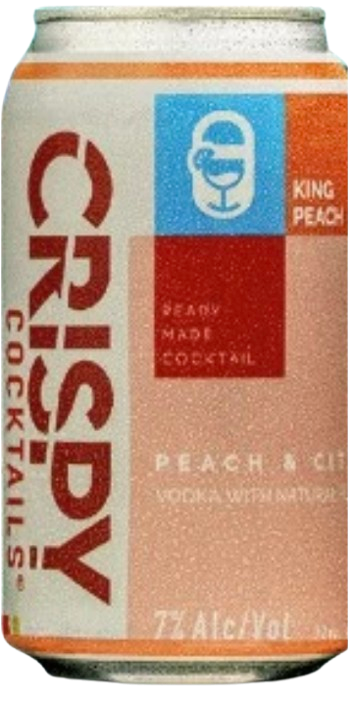 CRISPY
COCKTAILS®
KING
PEACH
READY
MADE
COCKTAIL
PEACH & CIT
VODKA WITH NATURAL
7% Alc/Vol